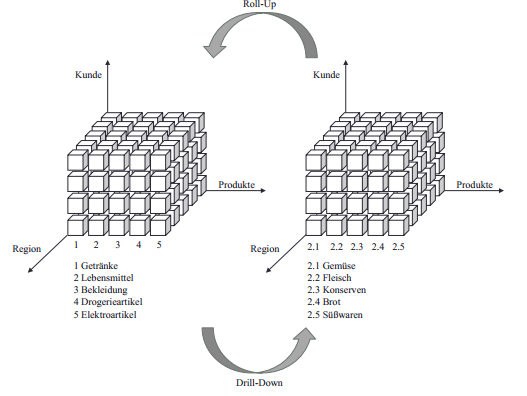 Roll-Up
Kunde
Kunde
Produkte
Produkte
Region
1 2 3 4 5
Region
2.1 2.2 2.3 2.4 2.5
1 Getränke
2 Lebensmittel
3 Bekleidung
4 Drogerieartikel
5 Elektroartikel
2.1 Gemüse
2.2 Fleisch
2.3 Konserven
2.4 Brot
2.5 Süßwaren
Drill-Down